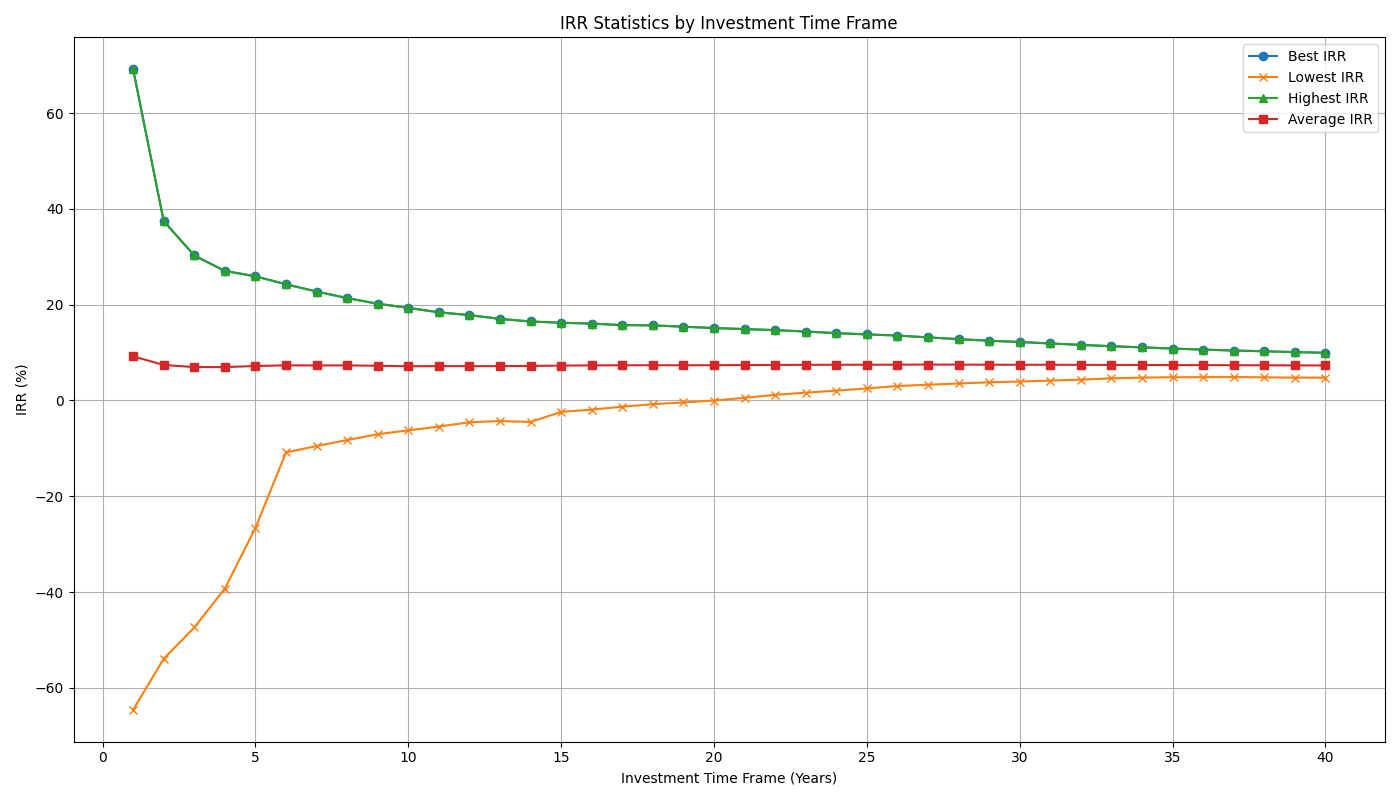 IRR Statistics by Investment Time Frame
Best IRR
Lowest IRR
Highest IRR
Average IRR
IRR (%)
60
40
20
0
−20
−40
−60
0 5 10 15 20 25 30 35 40
Investment Time Frame (Years)